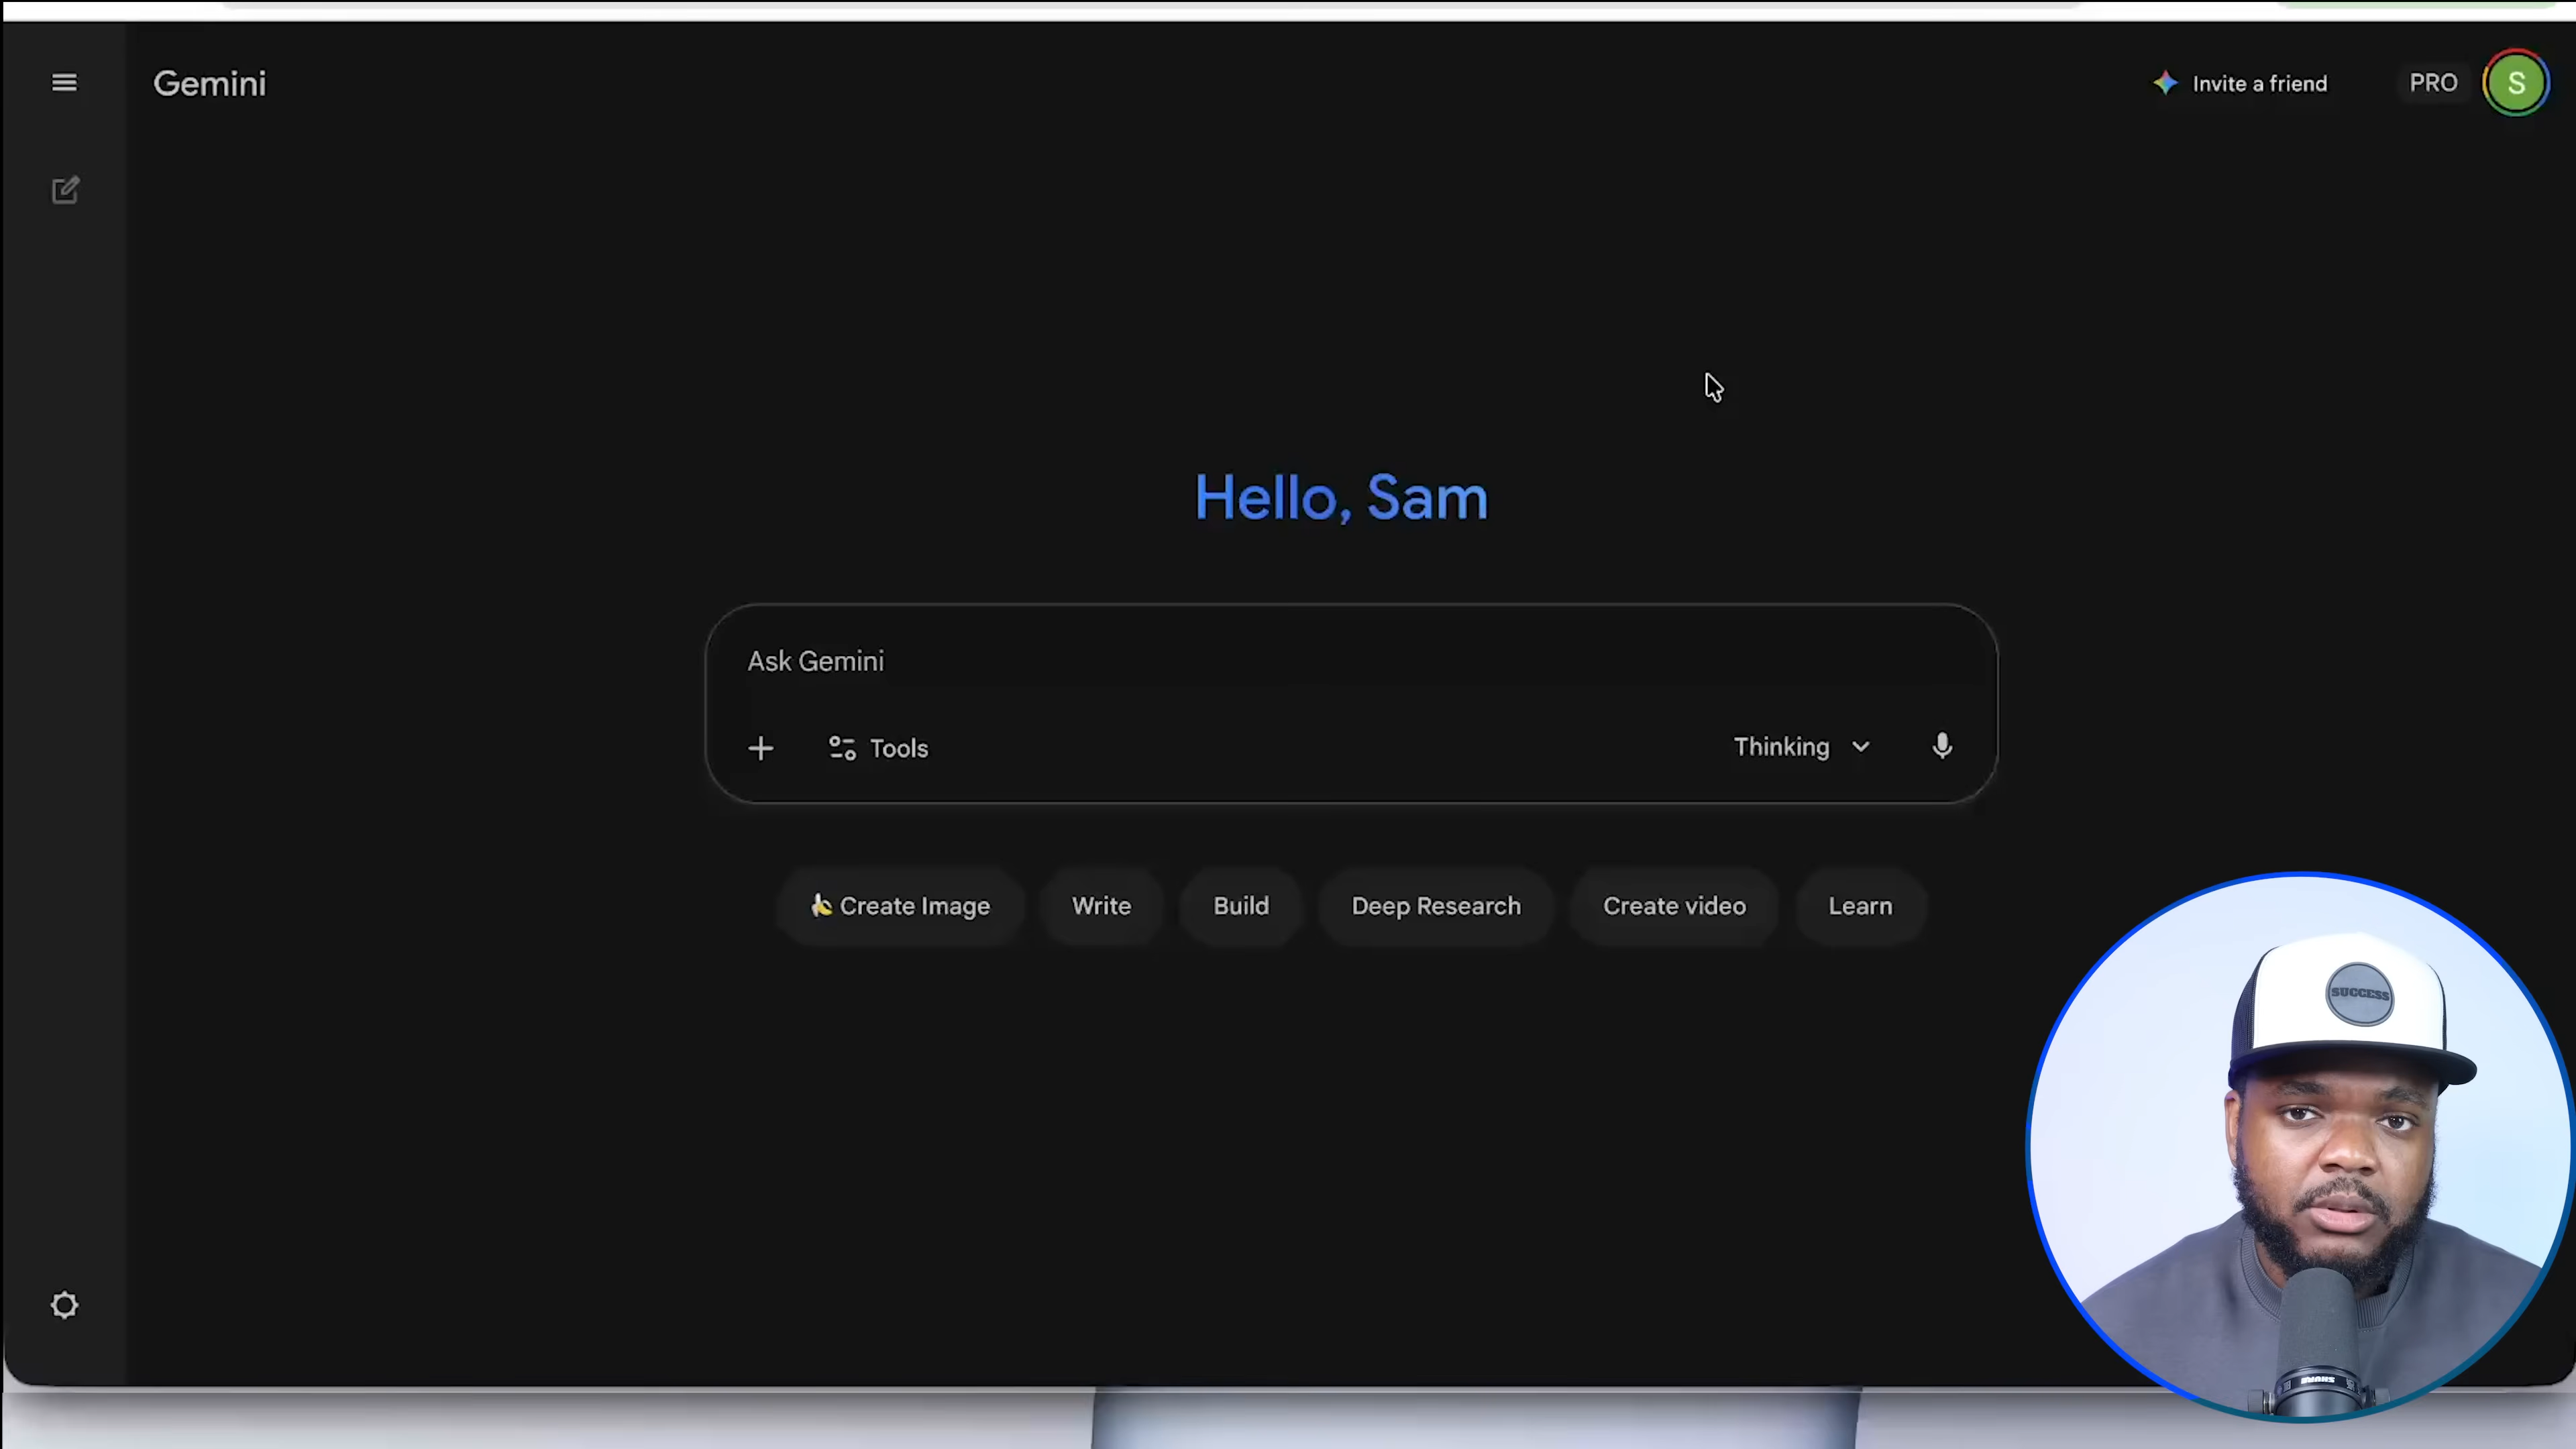 Gemini
Invite a friend
PRO
S
Hello, Sam
Ask Gemini
Tools
Thinking
Create Image
Write
Build
Deep Research
Create video
Learn
SUCCESS
SHURE